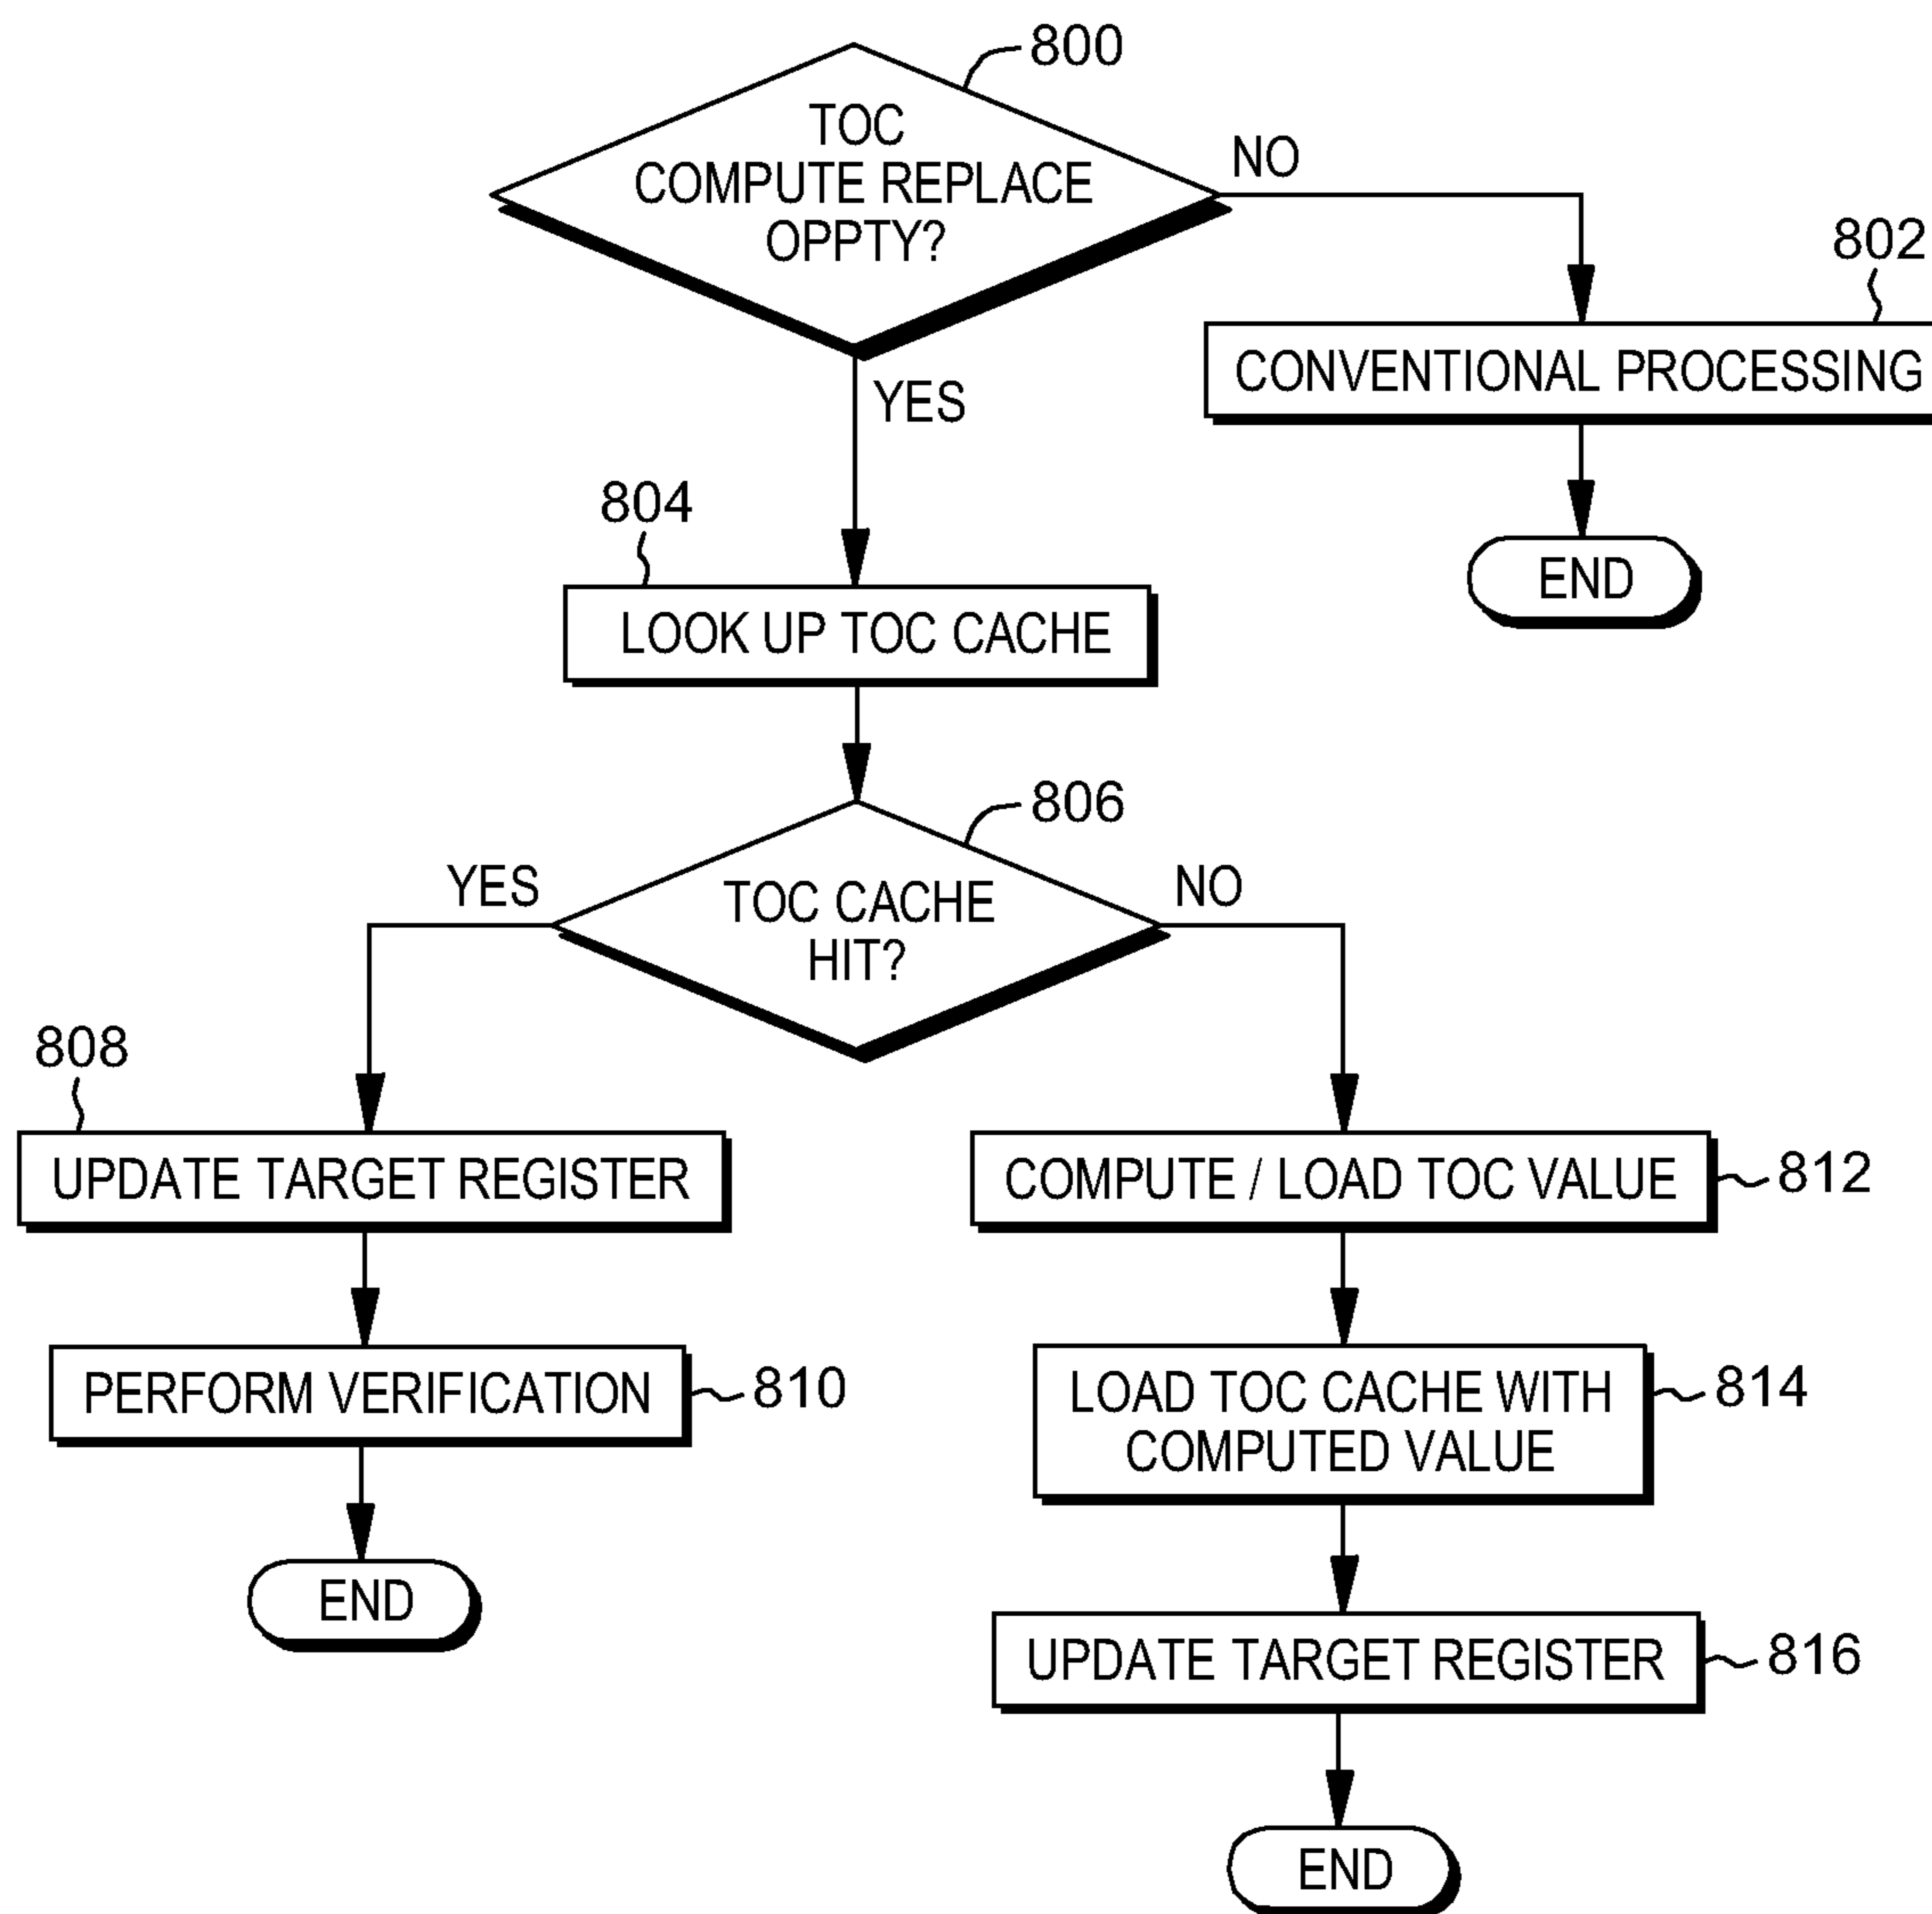 800
TOC
COMPUTE REPLACE
OPPTY?
NO
802
CONVENTIONAL PROCESSING
YES
END
804
LOOK UP TOC CACHE
806
YES
NO
TOC CACHE
HIT?
808
UPDATE TARGET REGISTER
COMPUTE / LOAD TOC VALUE
812
PERFORM VERIFICATION
810
LOAD TOC CACHE WITH
COMPUTED VALUE
814
END
UPDATE TARGET REGISTER
816
END